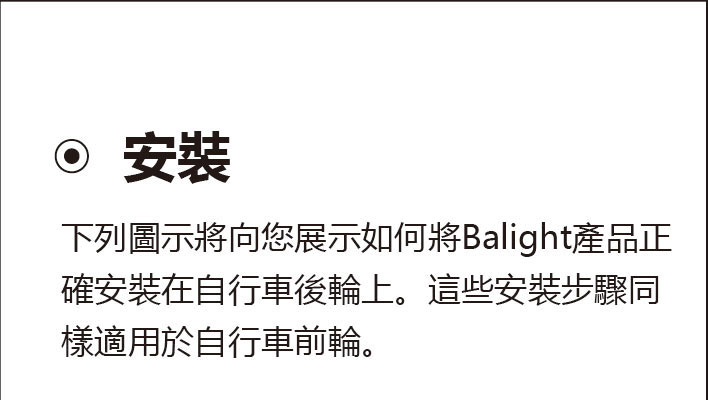 ⦿ 安裝
下列圖示將向您展示如何將Balight產品正
確安裝在自行車後輪上。這些安裝步驟同
樣適用於自行車前輪。